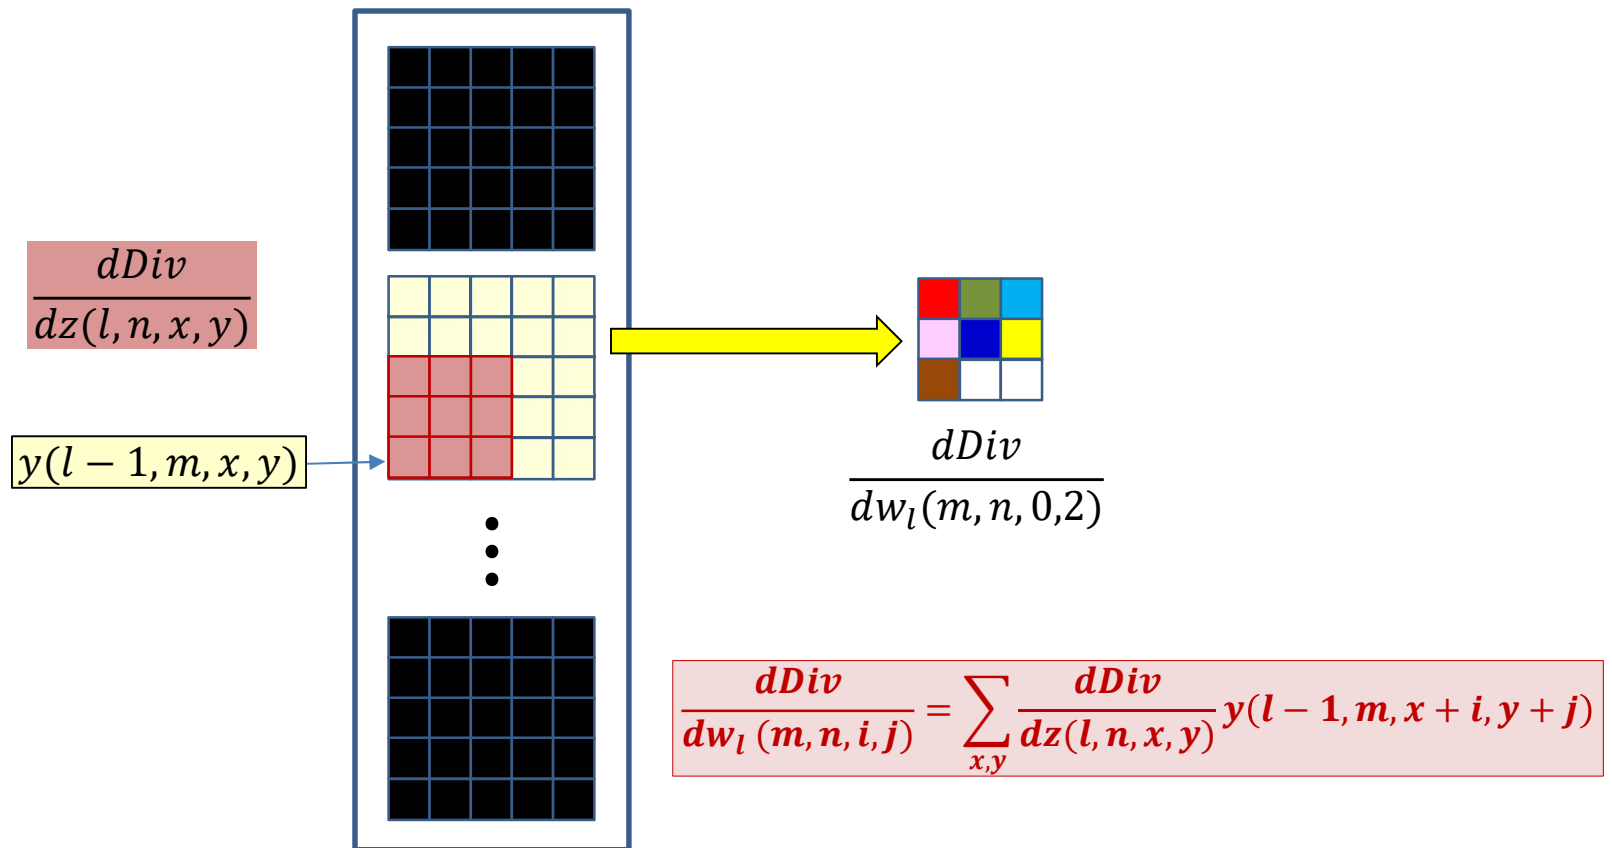 dDiv
dz(l, n, x, y)
y(l − 1, m, x, y)
dDiv
dw_l(m, n, 0,2)
dDiv / dw_l (m, n, i, j) = ∑_{x,y} dDiv / dz(l, n, x, y) y(l − 1, m, x + i, y + j)